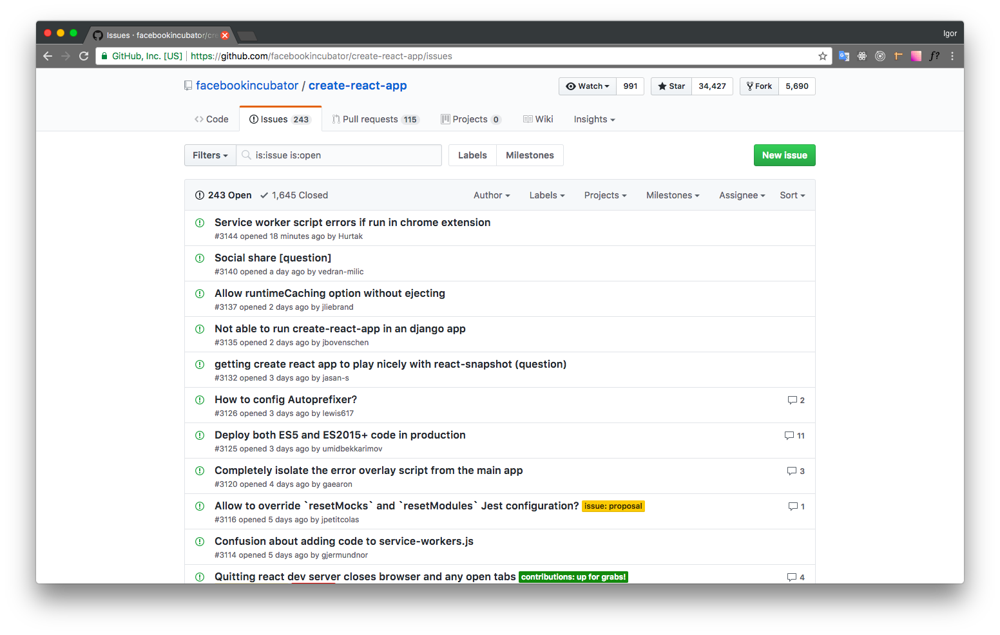 Issues · facebookincubator/cre
Igor
GitHub, Inc. [US] https://github.com/facebookincubator/create-react-app/issues
f?
facebookincubator / create-react-app
Watch 991 Star 34,427 Fork 5,690
Code Issues 243 Pull requests 115 Projects 0 Wiki Insights
Filters is:issue is:open Labels Milestones New issue
243 Open 1,645 Closed Author Labels Projects Milestones Assignee Sort
Service worker script errors if run in chrome extension
#3144 opened 18 minutes ago by Hurtak
Social share [question]
#3140 opened a day ago by vedran-milic
Allow runtimeCaching option without ejecting
#3137 opened 2 days ago by jliebrand
Not able to run create-react-app in an django app
#3135 opened 2 days ago by jbovenschen
getting create react app to play nicely with react-snapshot (question)
#3132 opened 3 days ago by jasan-s
How to config Autoprefixer? 2
#3126 opened 3 days ago by lewis617
Deploy both ES5 and ES2015+ code in production 11
#3125 opened 3 days ago by umidbekkarimov
Completely isolate the error overlay script from the main app 3
#3120 opened 4 days ago by gaearon
Allow to override `resetMocks` and `resetModules` Jest configuration? issue: proposal 1
#3116 opened 5 days ago by jpetitcolas
Confusion about adding code to service-workers.js
#3114 opened 5 days ago by gjermundnor
Quitting react dev server closes browser and any open tabs contributions: up for grabs! 4